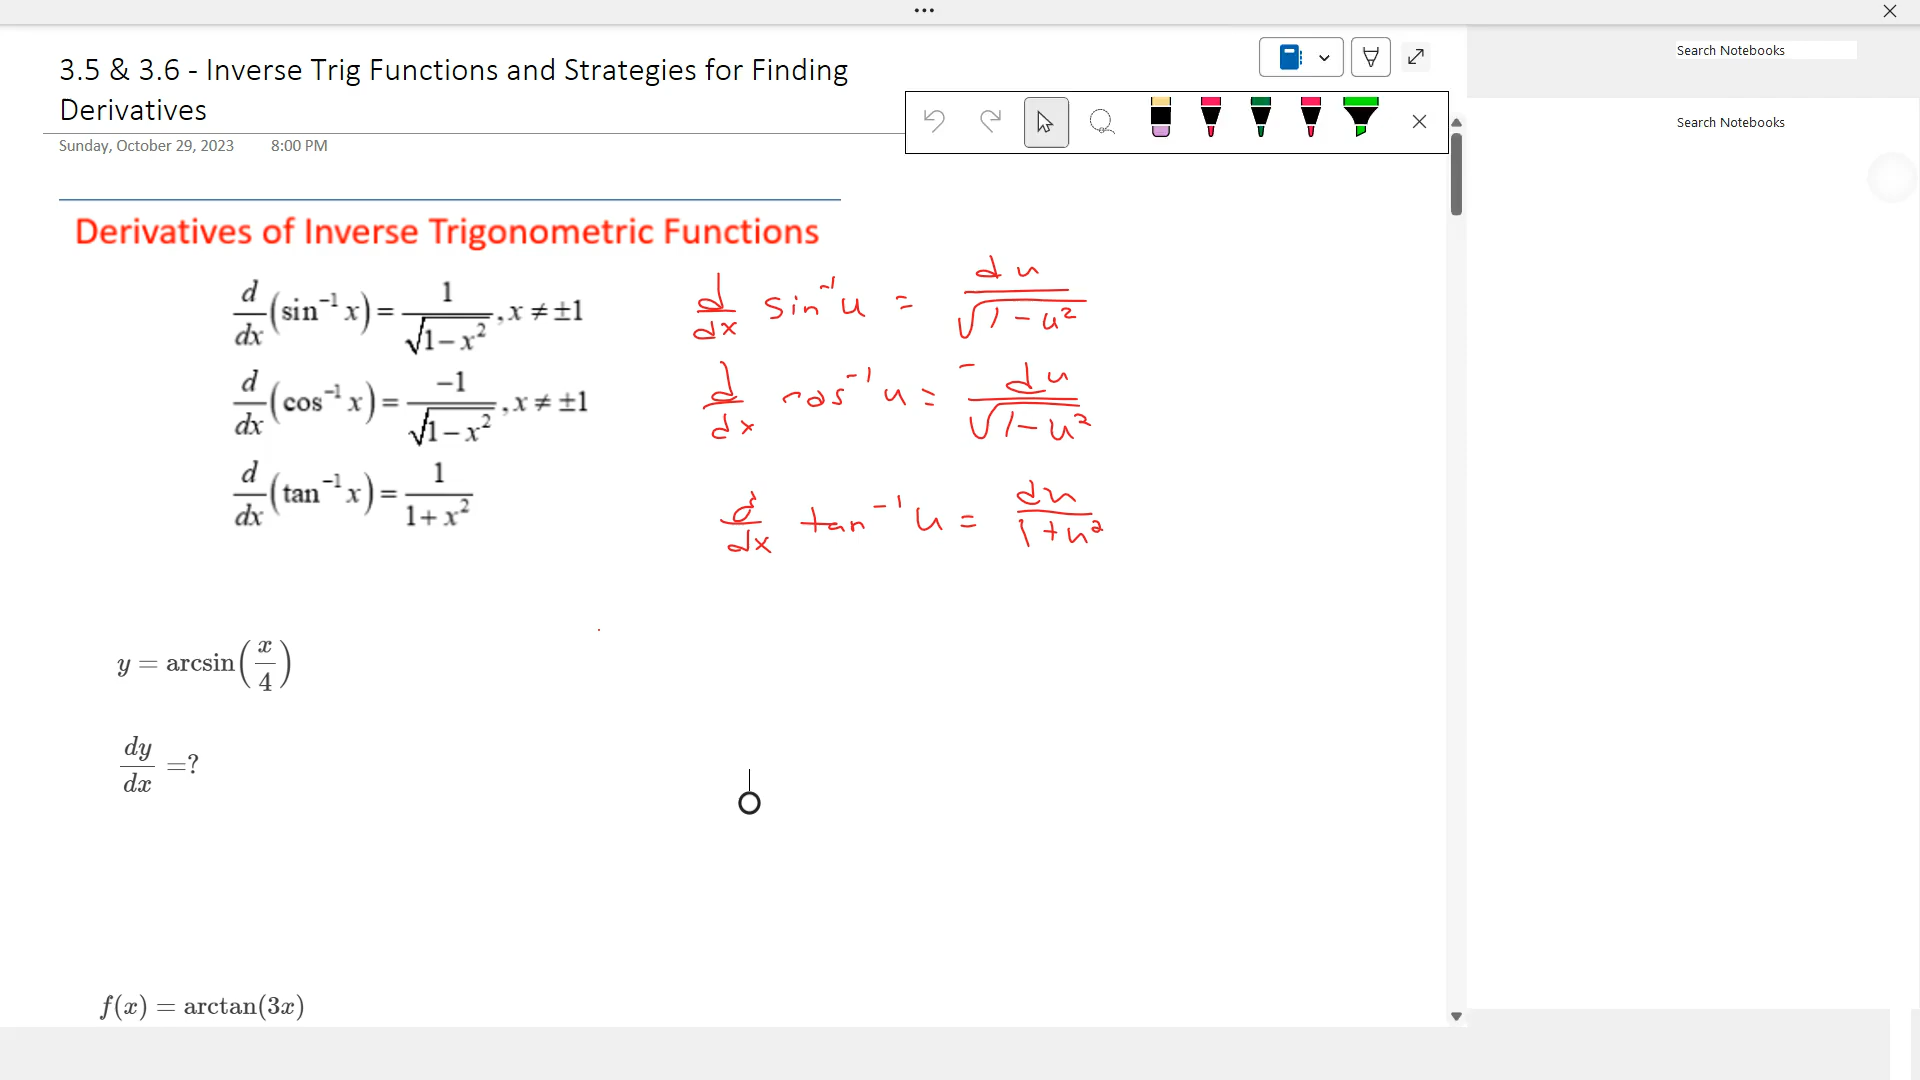 ...
3.5 & 3.6 - Inverse Trig Functions and Strategies for Finding
Derivatives
Sunday, October 29, 2023 8:00 PM
Search Notebooks
Search Notebooks
Derivatives of Inverse Trigonometric Functions
d/dx (sin⁻¹ x) = 1/√(1−x²), x ≠ ±1
d/dx sin⁻¹u = du/√(1−u²)
d/dx (cos⁻¹ x) = −1/√(1−x²), x ≠ ±1
d/dx cos⁻¹u = −du/√(1−u²)
d/dx (tan⁻¹ x) = 1/(1+x²)
d/dx tan⁻¹u = du/(1+u²)
y = arcsin(x/4)
dy/dx =?
f(x) = arctan(3x)